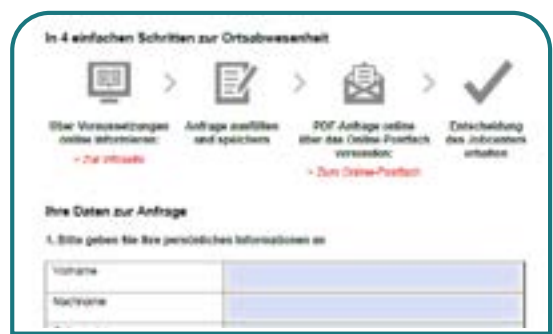 In 4 einfachen Schritten zur Ortsabwesenheit
Über Voraussetzungen
online informieren:
» Zur Infoseite
Anfrage ausfüllen
und speichern
PDF Anfrage online
über das Online-Postfach
versenden:
» Zum Online-Postfach
Entscheidung
des Jobcenters
erhalten
Ihre Daten zur Anfrage
1. Bitte geben Sie Ihre persönlichen Informationen an
Vorname
Nachname